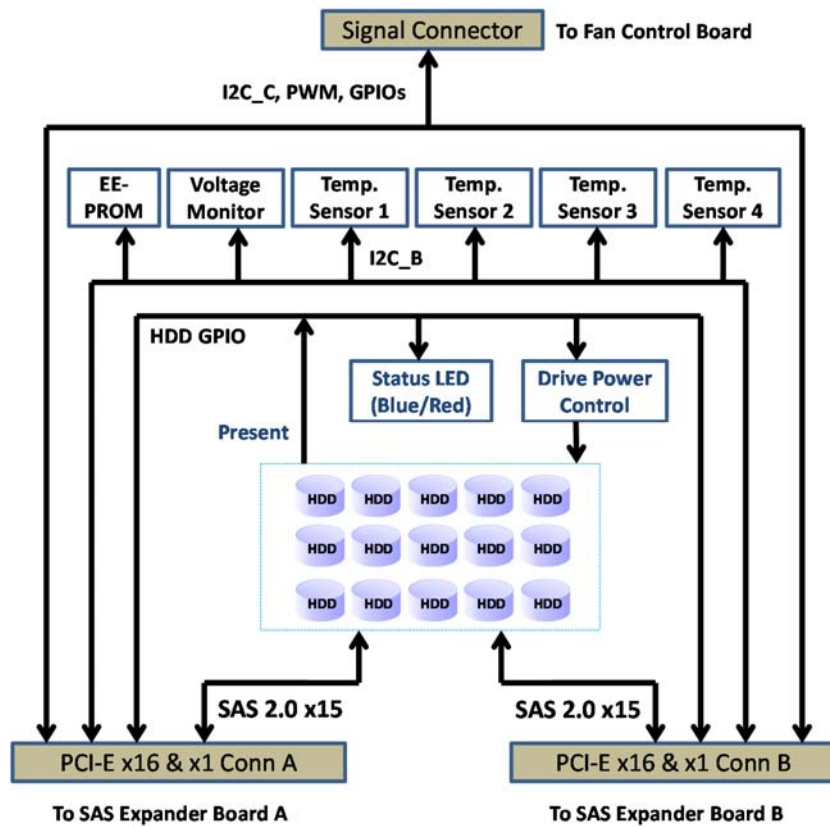 Signal Connector
To Fan Control Board
I2C_C, PWM, GPIOs
EE-
PROM
Voltage
Monitor
Temp.
Sensor 1
Temp.
Sensor 2
Temp.
Sensor 3
Temp.
Sensor 4
I2C_B
HDD GPIO
Status LED
(Blue/Red)
Drive Power
Control
Present
HDD HDD HDD HDD HDD
HDD HDD HDD HDD HDD
HDD HDD HDD HDD HDD
SAS 2.0 x15
SAS 2.0 x15
PCI-E x16 & x1 Conn A
PCI-E x16 & x1 Conn B
To SAS Expander Board A
To SAS Expander Board B